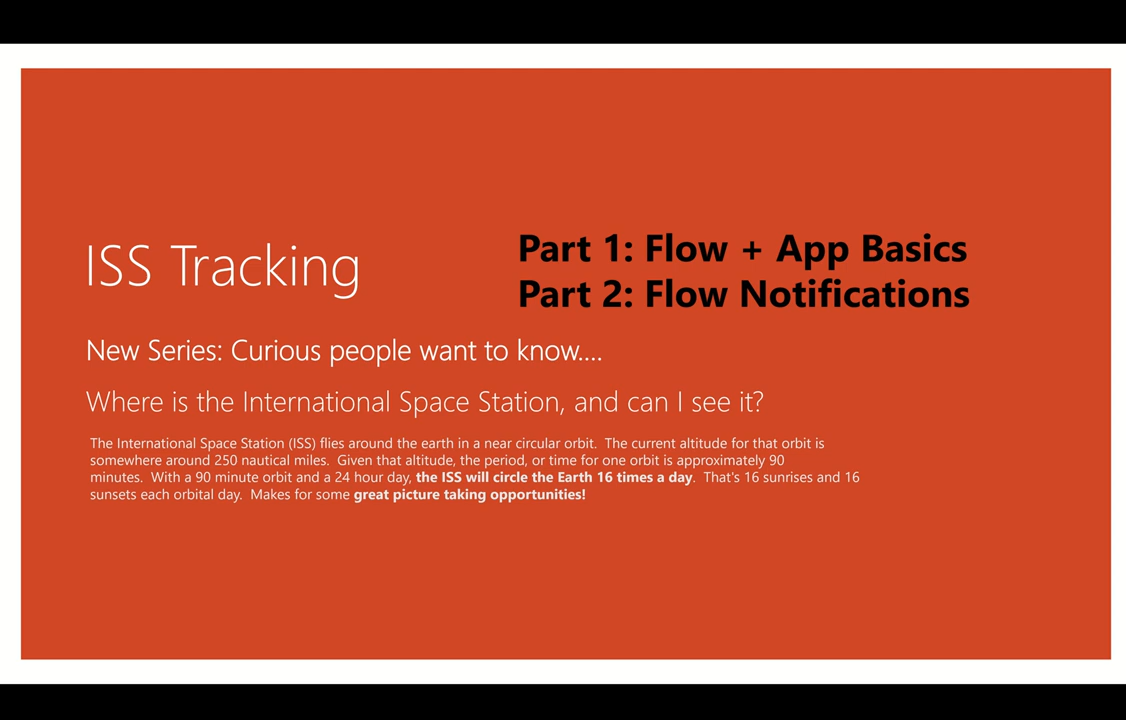 ISS Tracking
Part 1: Flow + App Basics
Part 2: Flow Notifications
New Series: Curious people want to know....
Where is the International Space Station, and can I see it?
The International Space Station (ISS) flies around the earth in a near circular orbit.  The current altitude for that orbit is
somewhere around 250 nautical miles.  Given that altitude, the period, or time for one orbit is approximately 90
minutes.  With a 90 minute orbit and a 24 hour day, the ISS will circle the Earth 16 times a day.  That's 16 sunrises and 16
sunsets each orbital day.  Makes for some great picture taking opportunities!